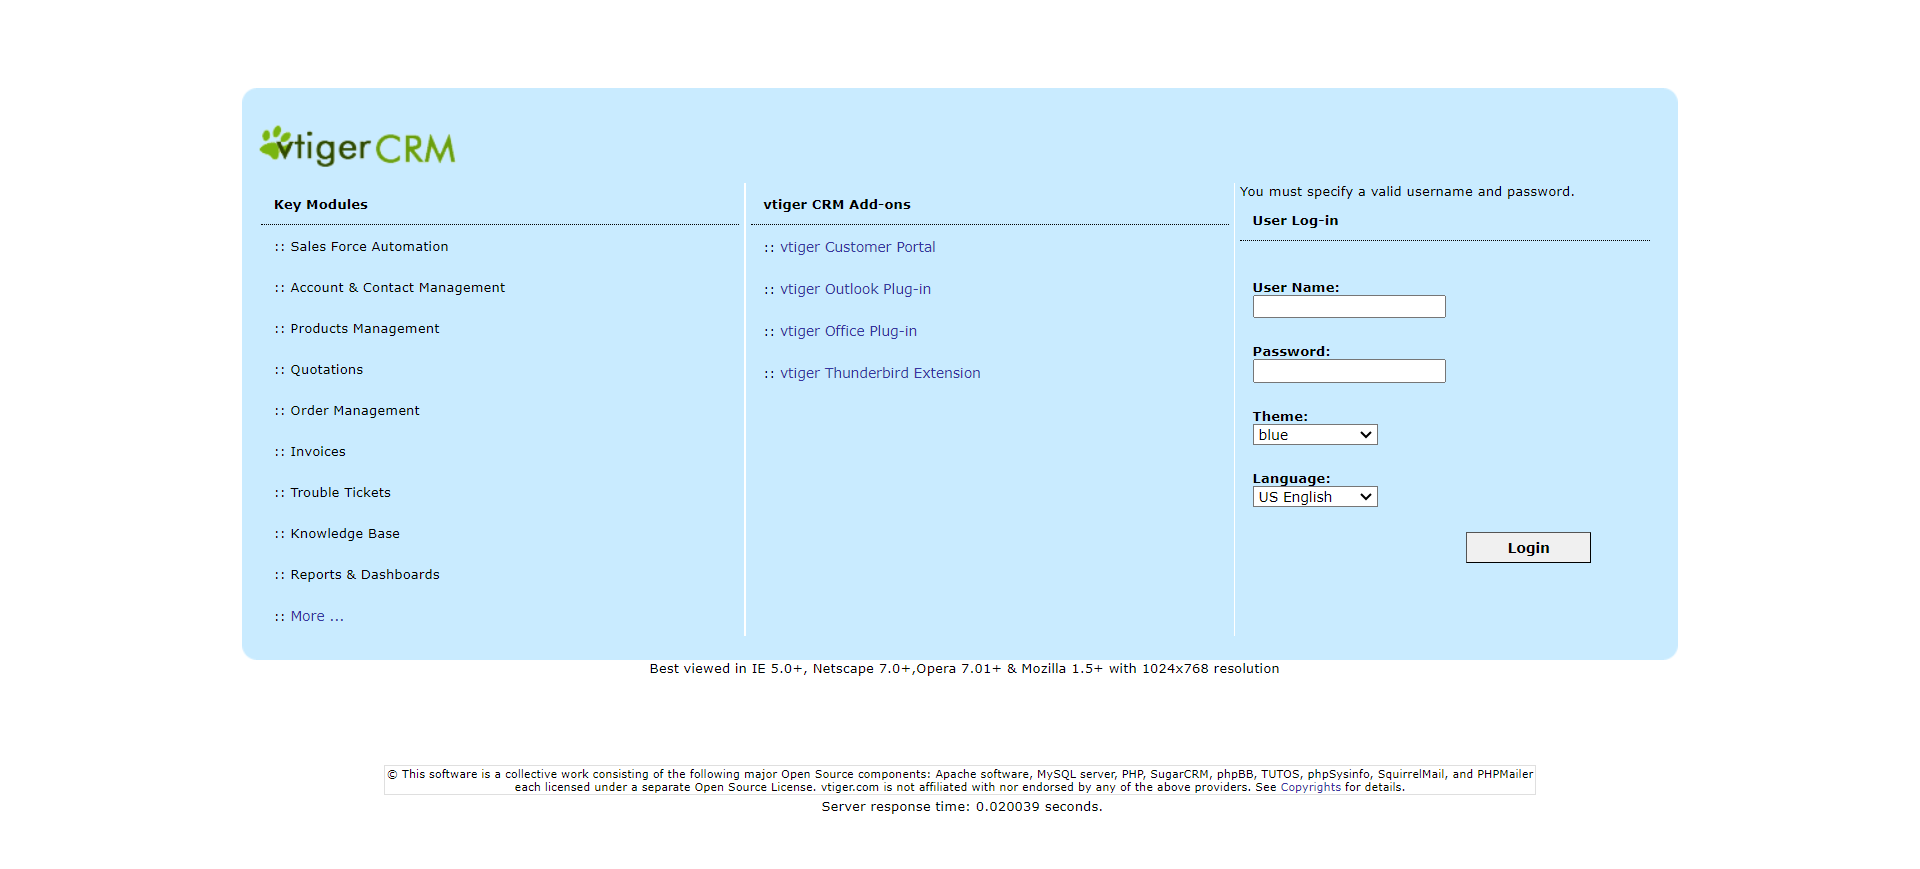 vtiger CRM
Key Modules
:: Sales Force Automation
:: Account & Contact Management
:: Products Management
:: Quotations
:: Order Management
:: Invoices
:: Trouble Tickets
:: Knowledge Base
:: Reports & Dashboards
:: More ...
vtiger CRM Add-ons
:: vtiger Customer Portal
:: vtiger Outlook Plug-in
:: vtiger Office Plug-in
:: vtiger Thunderbird Extension
You must specify a valid username and password.
User Log-in
User Name:
Password:
Theme:
blue
Language:
US English
Login
Best viewed in IE 5.0+, Netscape 7.0+,Opera 7.01+ & Mozilla 1.5+ with 1024x768 resolution
© This software is a collective work consisting of the following major Open Source components: Apache software, MySQL server, PHP, SugarCRM, phpBB, TUTOS, phpSysinfo, SquirrelMail, and PHPMailer
each licensed under a separate Open Source License. vtiger.com is not affiliated with nor endorsed by any of the above providers. See Copyrights for details.
Server response time: 0.020039 seconds.